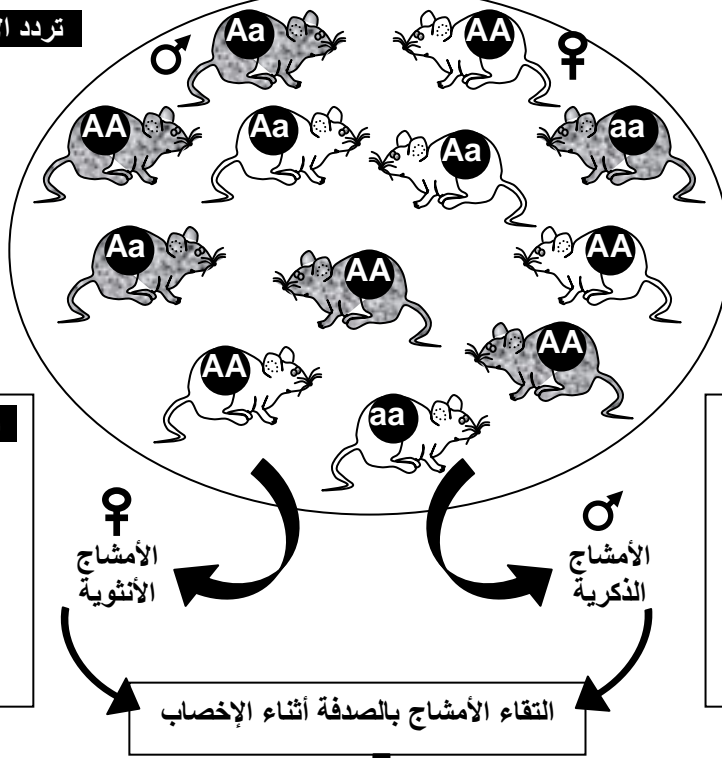 تردد
Aa AA
AA Aa Aa aa
Aa AA AA
AA AA
aa
♀ ♂
الأمشاج الأمشاج
الأنثوية الذكرية
التقاء الأمشاج بالصدفة أثناء الإخصاب